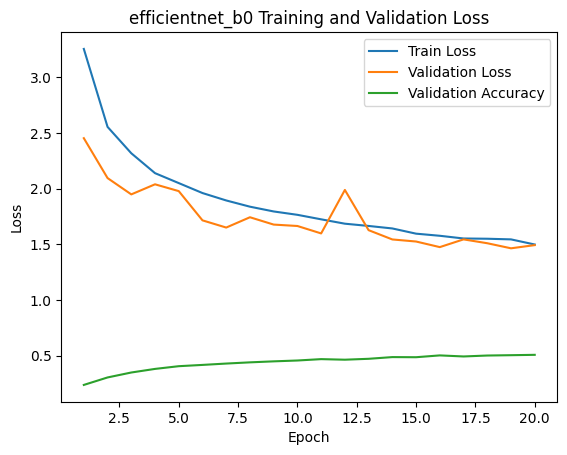 efficientnet_b0 Training and Validation Loss
Train Loss
Validation Loss
Validation Accuracy
Loss
3.0
2.5
2.0
1.5
1.0
0.5
2.5 5.0 7.5 10.0 12.5 15.0 17.5 20.0
Epoch